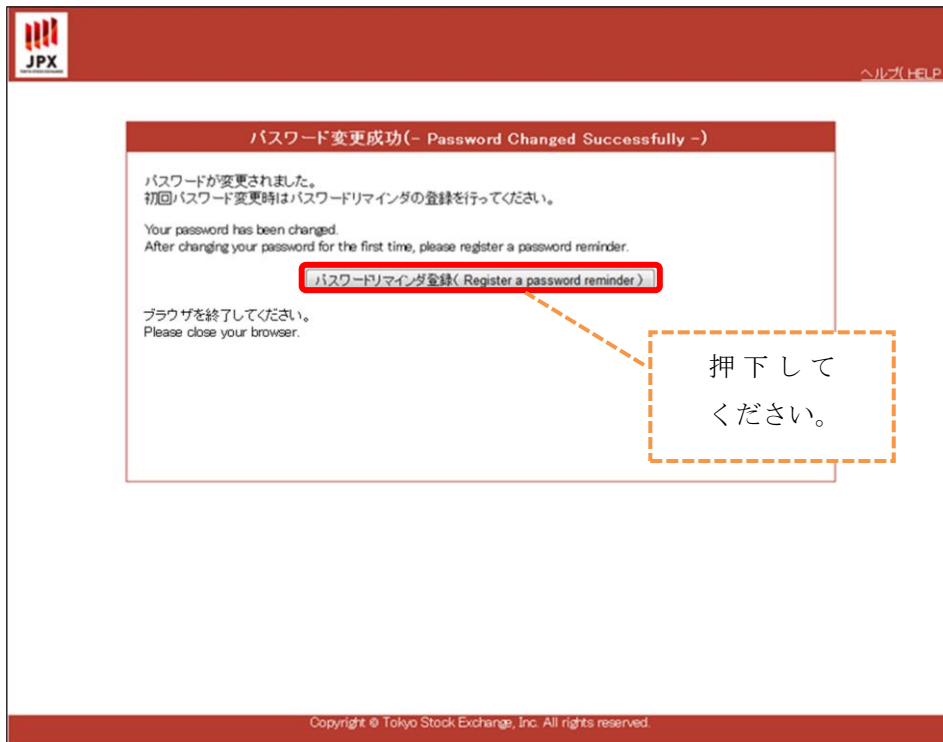 JPX
ヘルプ( HELP
パスワード変更成功(- Password Changed Successfully -)
パスワードが変更されました。
初回パスワード変更時はパスワードリマインダの登録を行ってください。
Your password has been changed.
After changing your password for the first time, please register a password reminder.
パスワードリマインダ登録( Register a password reminder )
ブラウザを終了してください。
Please close your browser.
押下して
ください。
Copyright © Tokyo Stock Exchange, Inc. All rights reserved.